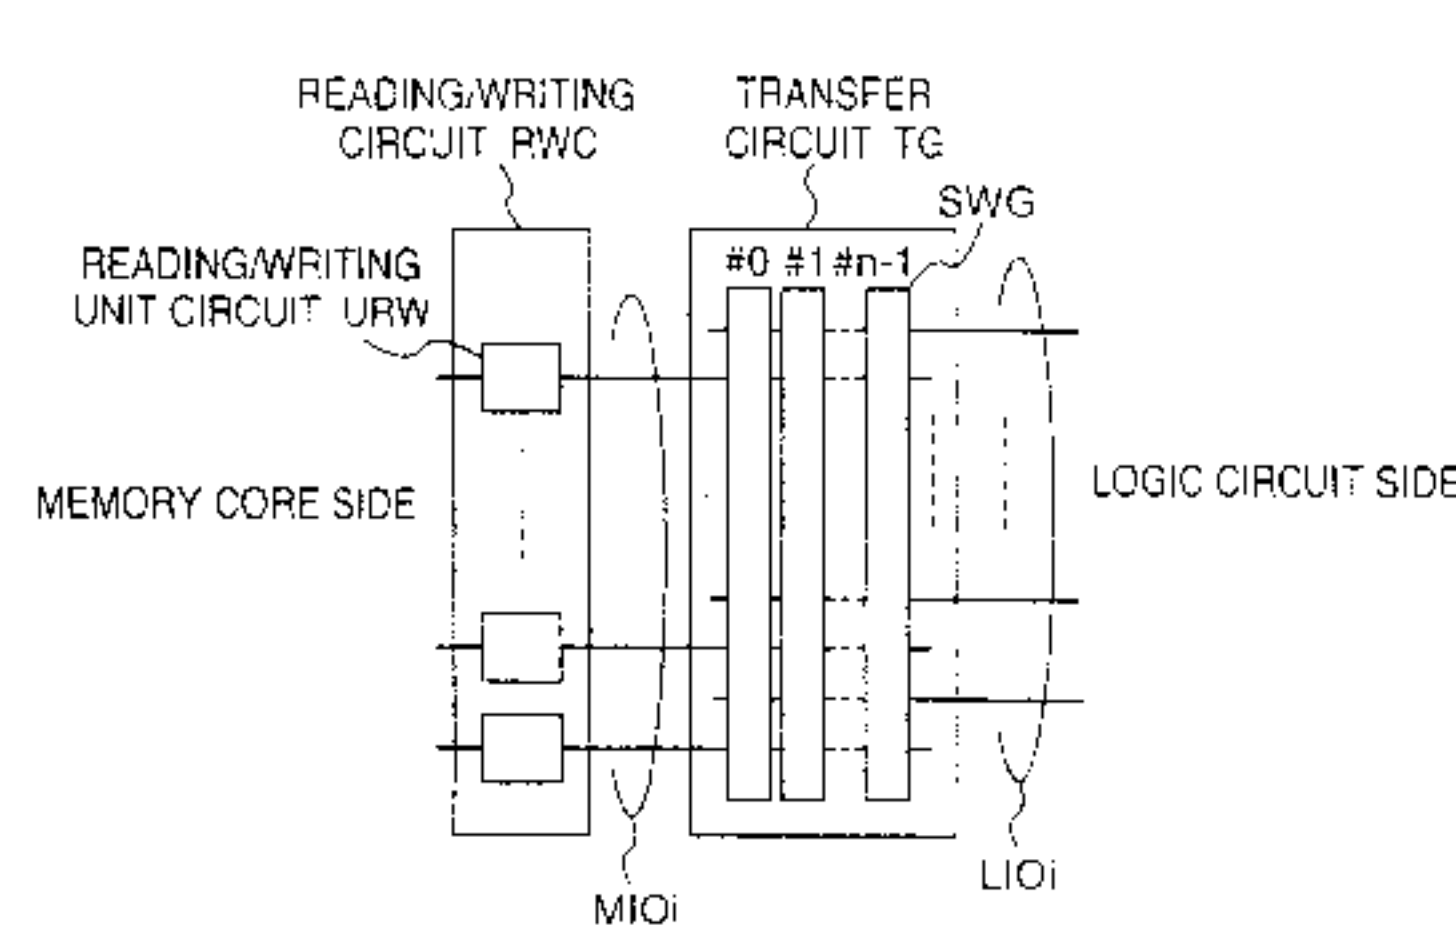 READING/WRITING
CIRCUIT RWC
TRANSFER
CIRCUIT TG
SWG
READING/WRITING
UNIT CIRCUIT URW
#0 #1 #n-1
MEMORY CORE SIDE
LOGIC CIRCUIT SIDE
LIOi
MIOi